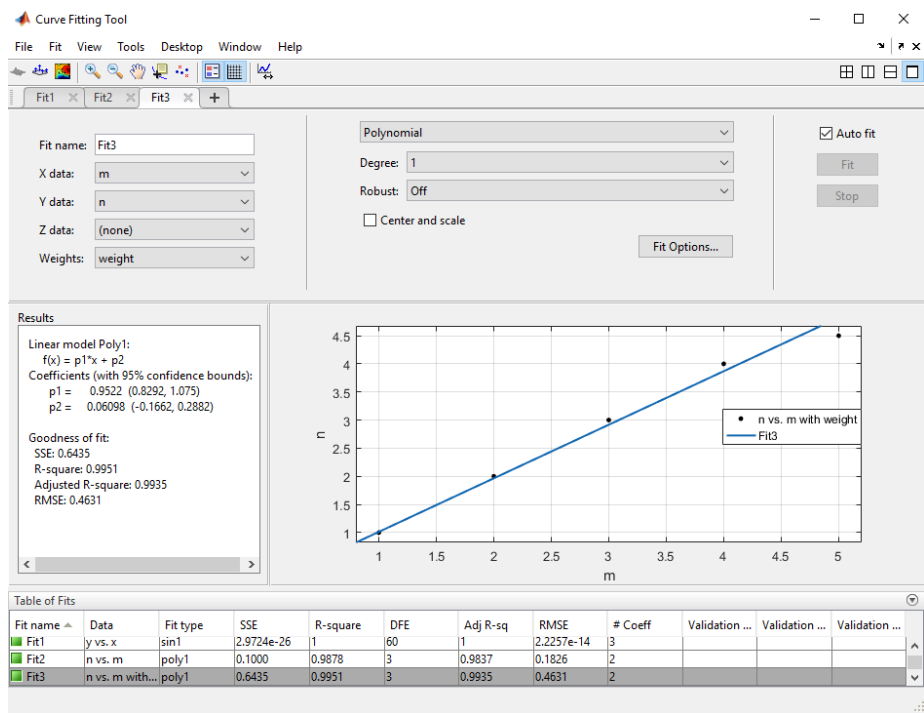 Curve Fitting Tool
File Fit View Tools Desktop Window Help
Fit1 Fit2 Fit3
Fit name: Fit3
X data: m
Y data: n
Z data: (none)
Weights: weight
Polynomial
Degree: 1
Robust: Off
Center and scale
Fit Options...
Auto fit
Fit
Stop
Results
Linear model Poly1:
f(x) = p1*x + p2
Coefficients (with 95% confidence bounds):
p1 = 0.9522 (0.8292, 1.075)
p2 = 0.06098 (-0.1662, 0.2882)
Goodness of fit:
SSE: 0.6435
R-square: 0.9951
Adjusted R-square: 0.9935
RMSE: 0.4631
4.5
4
3.5
3
2.5
2
1.5
1
n
n vs. m with weight
Fit3
1 1.5 2 2.5 3 3.5 4 4.5 5
m
Table of Fits
Fit name Data Fit type SSE R-square DFE Adj R-sq RMSE # Coeff Validation ... Validation ... Validation ...
Fit1 y vs. x sin1 2.9724e-26 1 60 1 2.2257e-14 3
Fit2 n vs. m poly1 0.1000 0.9878 3 0.9837 0.1826 2
Fit3 n vs. m with... poly1 0.6435 0.9951 3 0.9935 0.4631 2